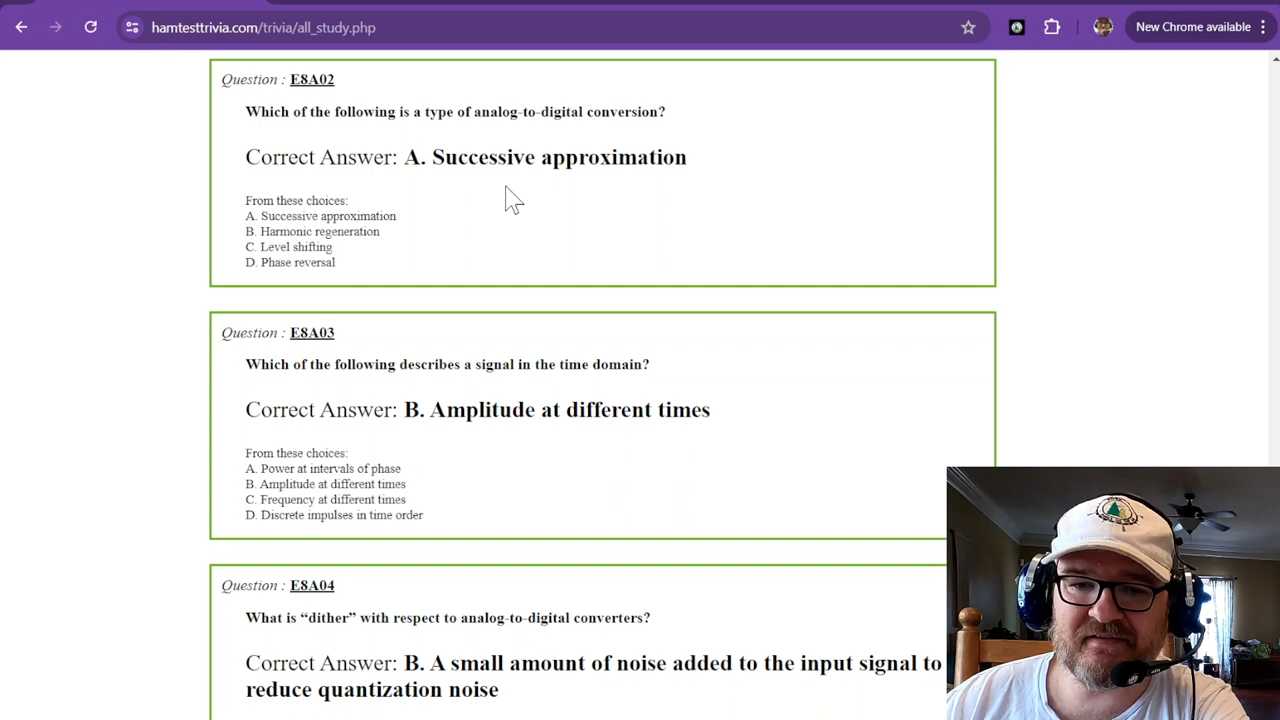 hamtesttrivia.com/trivia/all_study.php
New Chrome available
Question : E8A02
Which of the following is a type of analog-to-digital conversion?
Correct Answer: A. Successive approximation
From these choices:
A. Successive approximation
B. Harmonic regeneration
C. Level shifting
D. Phase reversal
Question : E8A03
Which of the following describes a signal in the time domain?
Correct Answer: B. Amplitude at different times
From these choices:
A. Power at intervals of phase
B. Amplitude at different times
C. Frequency at different times
D. Discrete impulses in time order
Question : E8A04
What is “dither” with respect to analog-to-digital converters?
Correct Answer: B. A small amount of noise added to the input signal to
reduce quantization noise